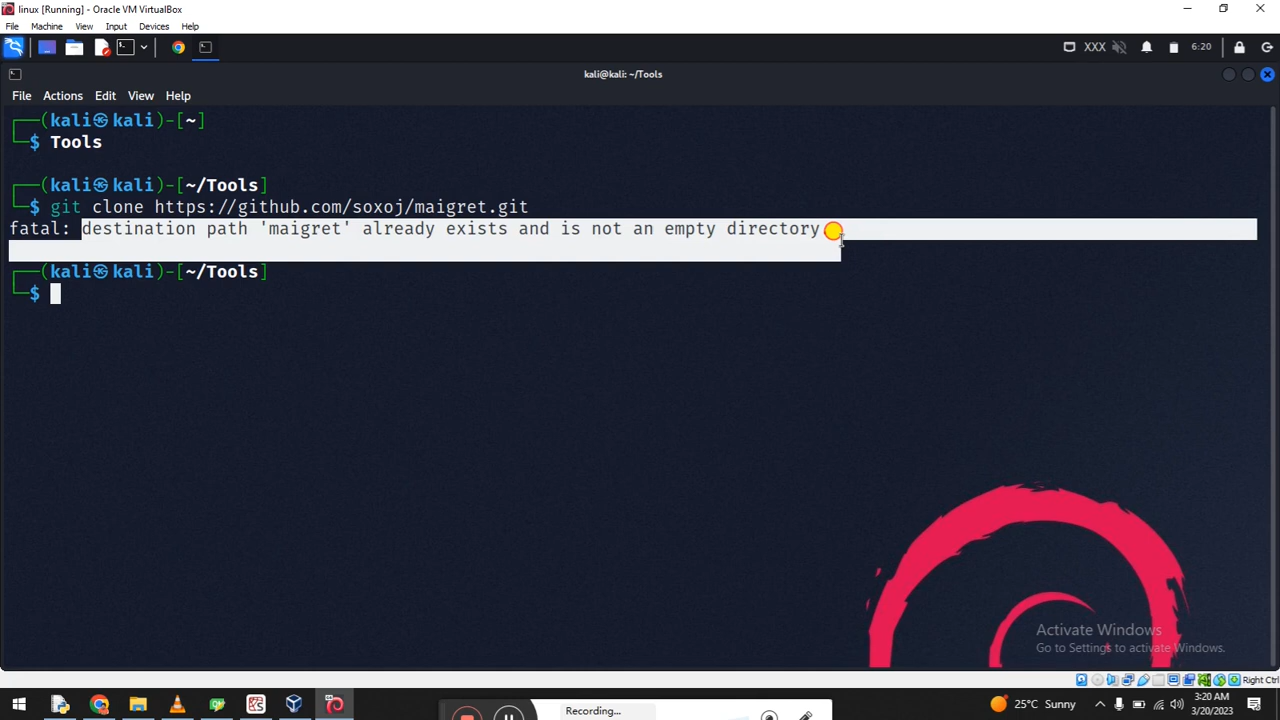 linux [Running] - Oracle VM VirtualBox
File Machine View Input Devices Help
XXX 6:20
kali@kali: ~/Tools
File Actions Edit View Help
┌──(kali㉿kali)-[~]
└─$ Tools
┌──(kali㉿kali)-[~/Tools]
└─$ git clone https://github.com/soxoj/maigret.git
fatal: destination path 'maigret' already exists and is not an empty directory.
┌──(kali㉿kali)-[~/Tools]
└─$
Activate Windows
Go to Settings to activate Windows.
Right Ctrl
Recording...
25°C Sunny
3:20 AM
3/20/2023